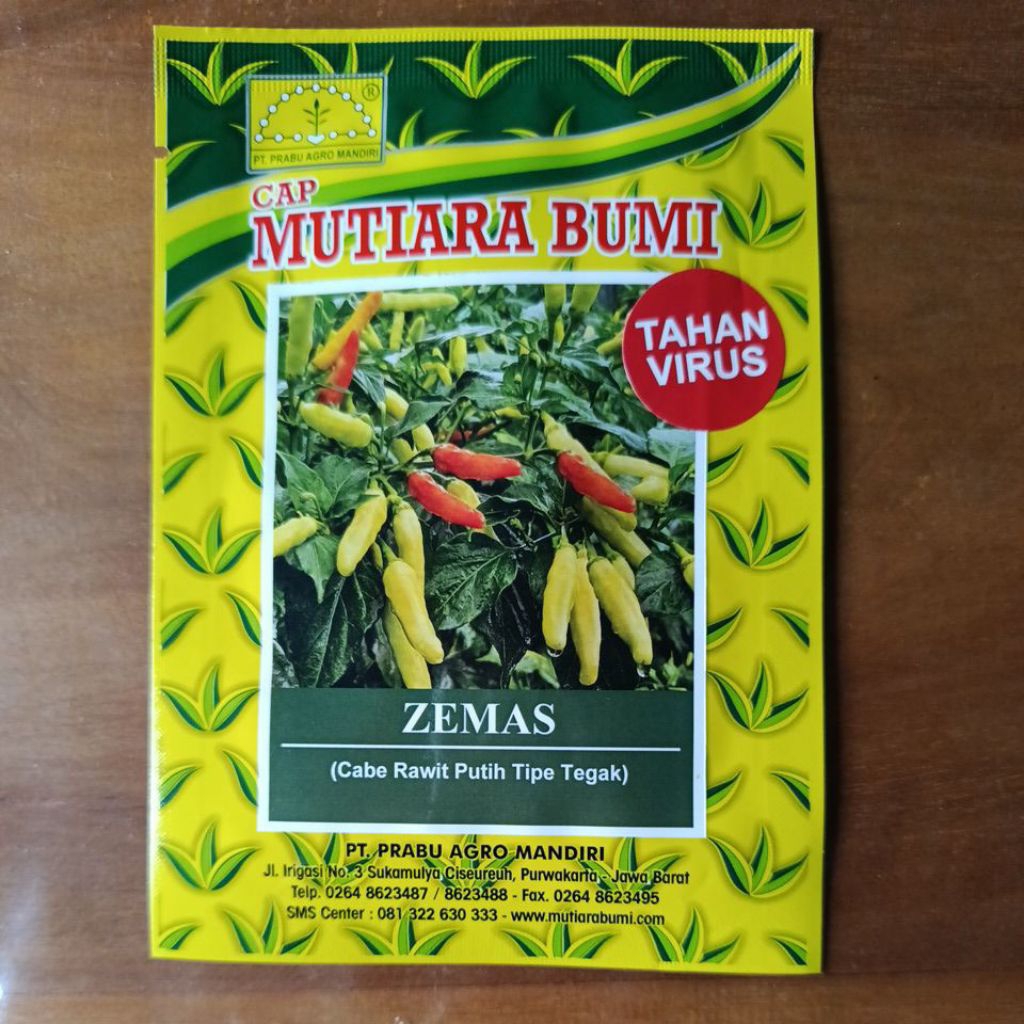 ®
PT. PRABU AGRO MANDIRI
CAP
MUTIARA BUMI
TAHAN
VIRUS
ZEMAS
(Cabe Rawit Putih Tipe Tegak)
PT. PRABU AGRO MANDIRI
Jl. Irigasi No. 3 Sukamulya Ciseureuh, Purwakarta - Jawa Barat
Telp. 0264 8623487 / 8623488 - Fax. 0264 8623495
SMS Center : 081 322 630 333 - www.mutiarabumi.com